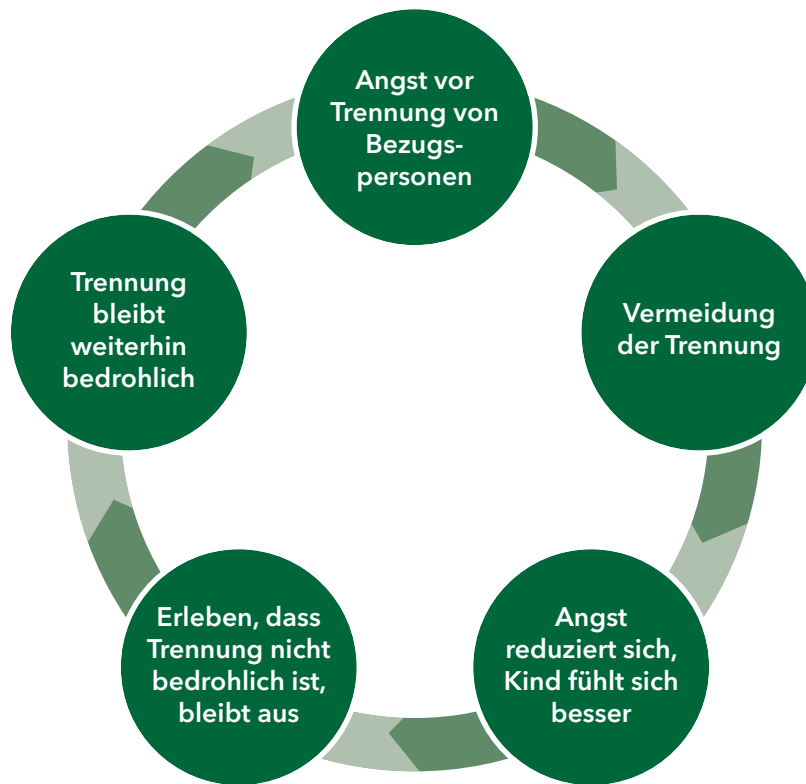 Angst vor
Trennung von
Bezugs-
personen
Vermeidung
der Trennung
Angst
reduziert sich,
Kind fühlt sich
besser
Erleben, dass
Trennung nicht
bedrohlich ist,
bleibt aus
Trennung
bleibt
weiterhin
bedrohlich